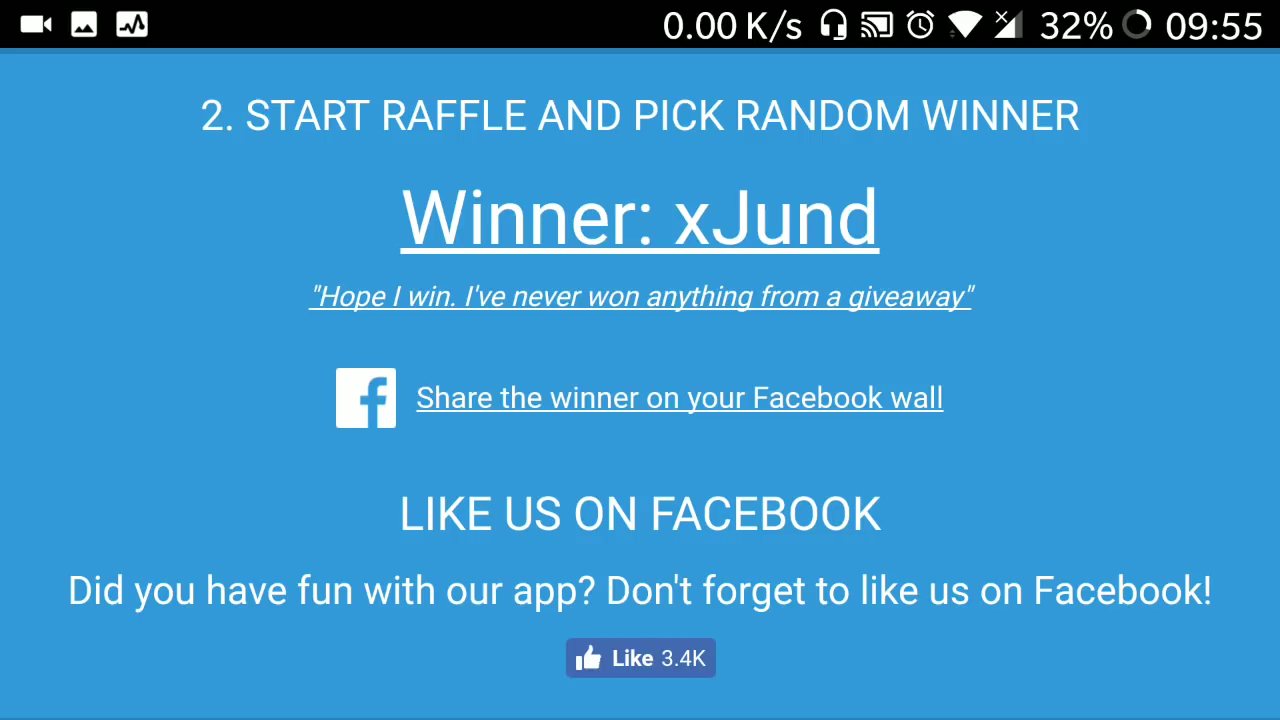 0.00 K/s 32% 09:55
2. START RAFFLE AND PICK RANDOM WINNER
Winner: xJund
"Hope I win. I've never won anything from a giveaway"
Share the winner on your Facebook wall
LIKE US ON FACEBOOK
Did you have fun with our app? Don't forget to like us on Facebook!
Like 3.4K